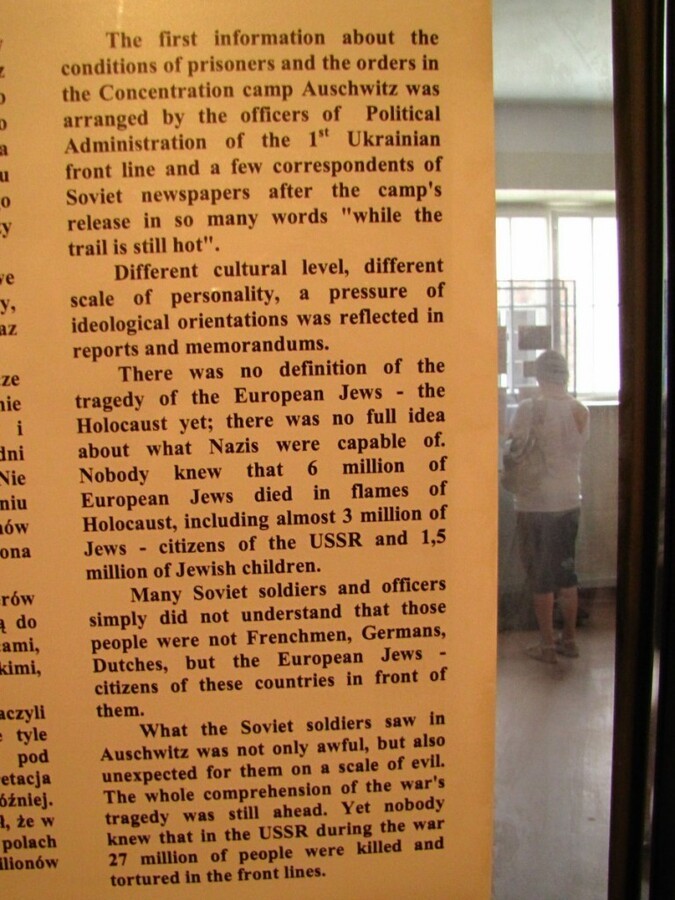 The first information about the
conditions of prisoners and the orders in
the Concentration camp Auschwitz was
arranged by the officers of Political
Administration of the 1st Ukrainian
front line and a few correspondents of
Soviet newspapers after the camp's
release in so many words "while the
trail is still hot".
Different cultural level, different
scale of personality, a pressure of
ideological orientations was reflected in
reports and memorandums.
There was no definition of the
tragedy of the European Jews - the
Holocaust yet; there was no full idea
about what Nazis were capable of.
Nobody knew that 6 million of
European Jews died in flames of
Holocaust, including almost 3 million of
Jews - citizens of the USSR and 1,5
million of Jewish children.
Many Soviet soldiers and officers
simply did not understand that those
people were not Frenchmen, Germans,
Dutches, but the European Jews -
citizens of these countries in front of
them.
What the Soviet soldiers saw in
Auschwitz was not only awful, but also
unexpected for them on a scale of evil.
The whole comprehension of the war's
tragedy was still ahead. Yet nobody
knew that in the USSR during the war
27 million of people were killed and
tortured in the front lines.